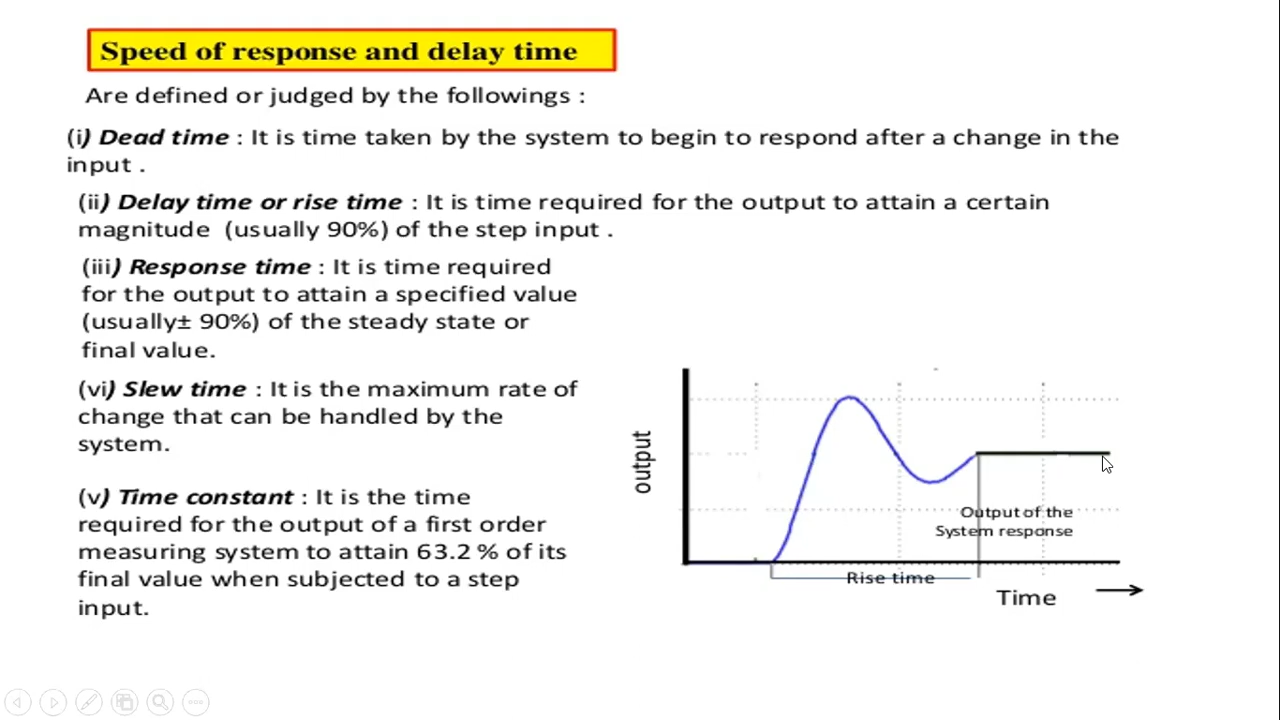 Speed of response and delay time
Are defined or judged by the followings :
(i) Dead time : It is time taken by the system to begin to respond after a change in the
input .
(ii) Delay time or rise time : It is time required for the output to attain a certain
magnitude (usually 90%) of the step input .
(iii) Response time : It is time required
for the output to attain a specified value
(usually± 90%) of the steady state or
final value.
(vi) Slew time : It is the maximum rate of
change that can be handled by the
system.
(v) Time constant : It is the time
required for the output of a first order
measuring system to attain 63.2 % of its
final value when subjected to a step
input.
output
Output of the
System response
Rise time
Time